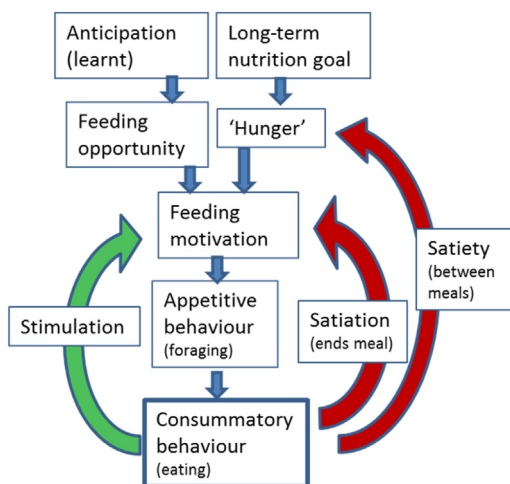 Anticipation
(learnt)
Long-term
nutrition goal
Feeding
opportunity
‘Hunger’
Feeding
motivation
Satiety
(between
meals)
Stimulation
Appetitive
behaviour
(foraging)
Satiation
(ends meal)
Consummatory
behaviour
(eating)